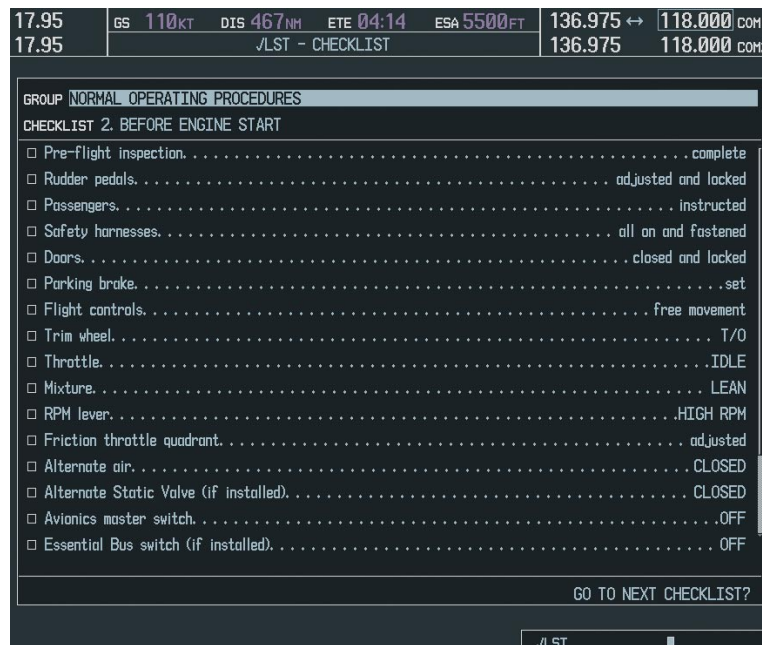 17.95 GS 110KT DIS 467NM ETE 04:14 ESA 5500FT 136.975 ↔ 118.000 COM
17.95 √LST - CHECKLIST 136.975 118.000 COM
GROUP NORMAL OPERATING PROCEDURES
CHECKLIST 2. BEFORE ENGINE START
□ Pre-flight inspection. . . . . . . . . . . . . . . . . . . . complete
□ Rudder pedals. . . . . . . . . . . . . . . . . . . . adjusted and locked
□ Passengers. . . . . . . . . . . . . . . . . . . . instructed
□ Safety harnesses. . . . . . . . . . . . . . . . . . . . all on and fastened
□ Doors. . . . . . . . . . . . . . . . . . . . closed and locked
□ Parking brake. . . . . . . . . . . . . . . . . . . . set
□ Flight controls. . . . . . . . . . . . . . . . . . . . free movement
□ Trim wheel. . . . . . . . . . . . . . . . . . . . T/O
□ Throttle. . . . . . . . . . . . . . . . . . . . IDLE
□ Mixture. . . . . . . . . . . . . . . . . . . . LEAN
□ RPM lever. . . . . . . . . . . . . . . . . . . . HIGH RPM
□ Friction throttle quadrant. . . . . . . . . . . . . . . . . . . . adjusted
□ Alternate air. . . . . . . . . . . . . . . . . . . . CLOSED
□ Alternate Static Valve (if installed). . . . . . . . . . . . . . . . . . . . CLOSED
□ Avionics master switch. . . . . . . . . . . . . . . . . . . . OFF
□ Essential Bus switch (if installed). . . . . . . . . . . . . . . . . . . . OFF
GO TO NEXT CHECKLIST?
√LST